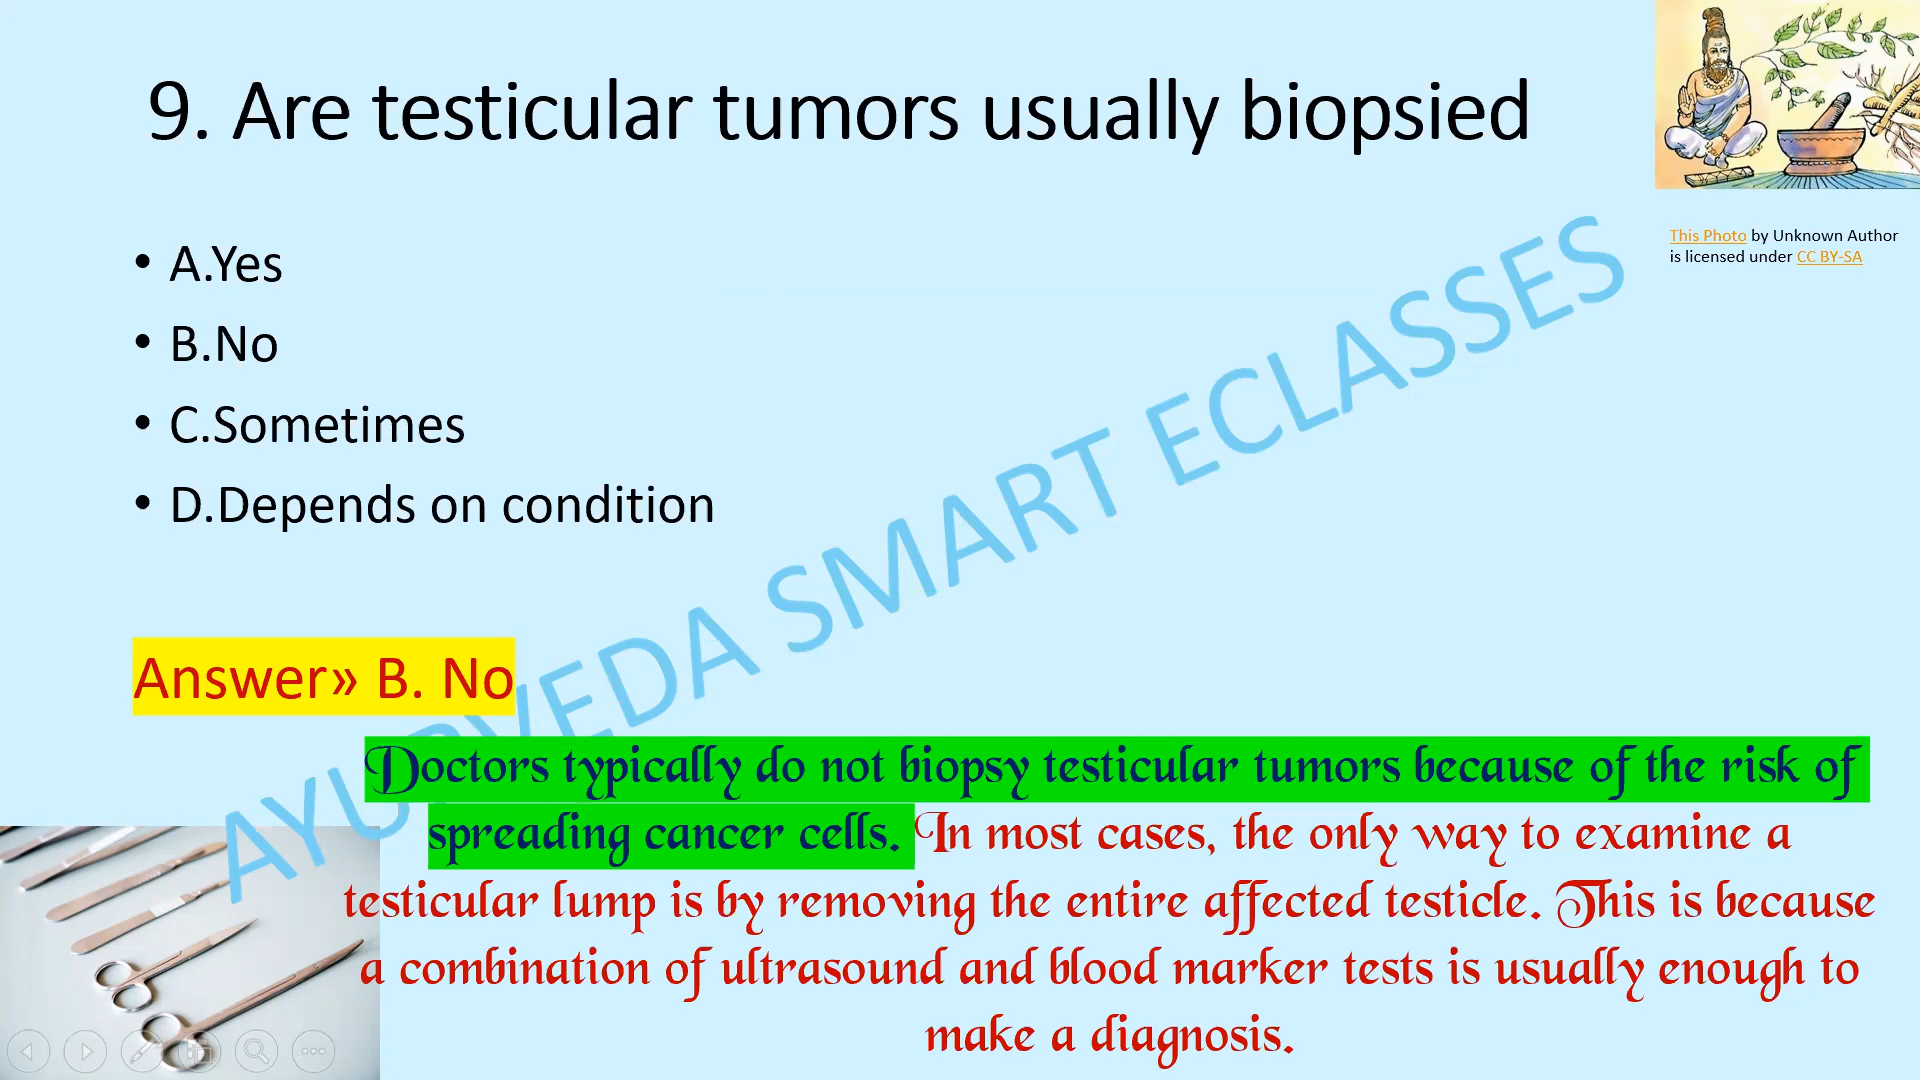 9. Are testicular tumors usually biopsied
This Photo by Unknown Author
is licensed under CC BY-SA
• A.Yes
• B.No
• C.Sometimes
• D.Depends on condition
AYURVEDA SMART ECLASSES
Answer» B. No
Doctors typically do not biopsy testicular tumors because of the risk of
spreading cancer cells. In most cases, the only way to examine a
testicular lump is by removing the entire affected testicle. This is because
a combination of ultrasound and blood marker tests is usually enough to
make a diagnosis.